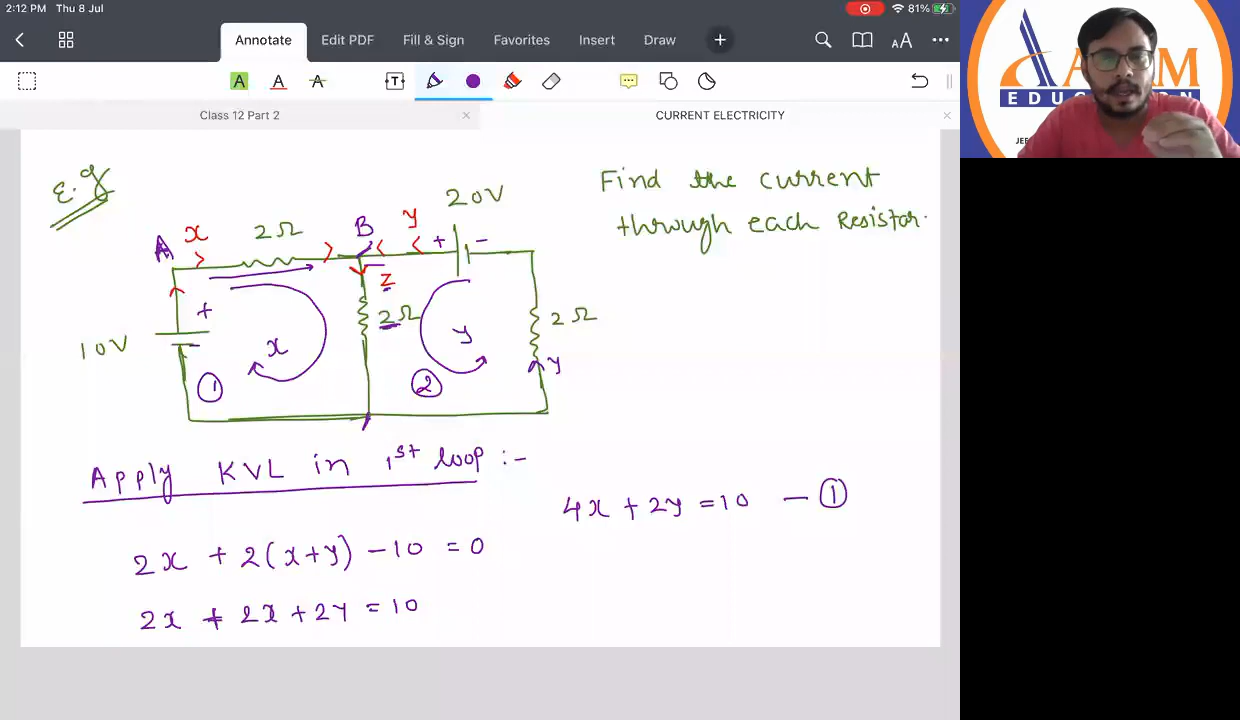 2:12 PM Thu 8 Jul
81%
Annotate Edit PDF Fill & Sign Favorites Insert Draw
Class 12 Part 2
CURRENT ELECTRICITY
E.g
Find the current
through each Resistor.
A x 2Ω B y 20V
+ -
z
+ 2Ω 2Ω
10V - x y y
① ②
Apply KVL in 1st loop :-
4x + 2y = 10 — ①
2x + 2(x+y) - 10 = 0
2x + 2x + 2y = 10